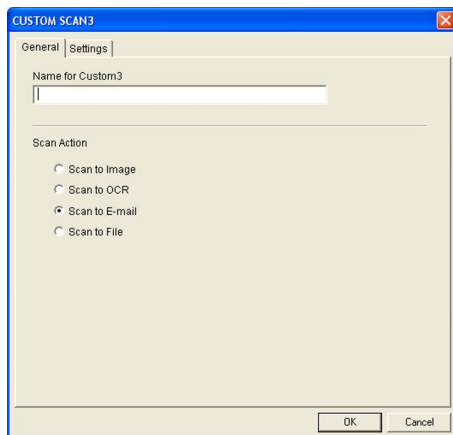 CUSTOM SCAN3
General Settings
Name for Custom3
Scan Action
Scan to Image
Scan to OCR
Scan to E-mail
Scan to File
OK Cancel